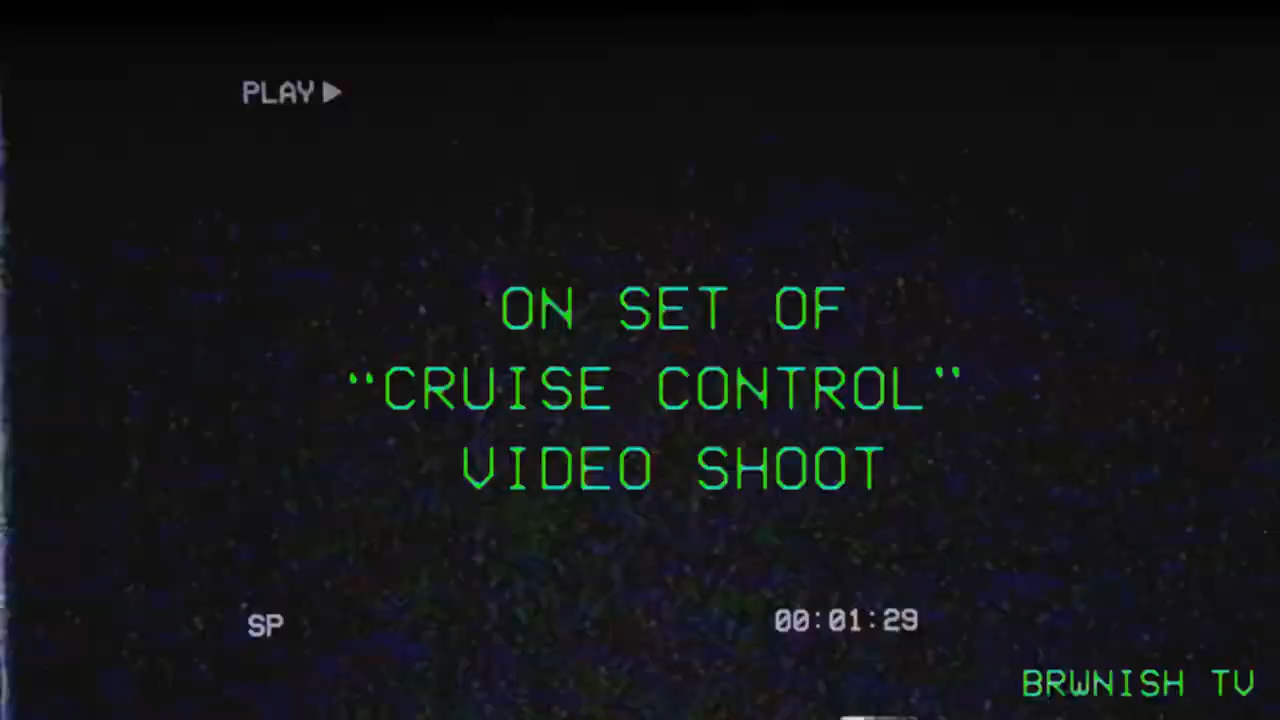 PLAY▶
ON SET OF
“CRUISE CONTROL”
VIDEO SHOOT
SP
00:01:29
BRWNISH TV